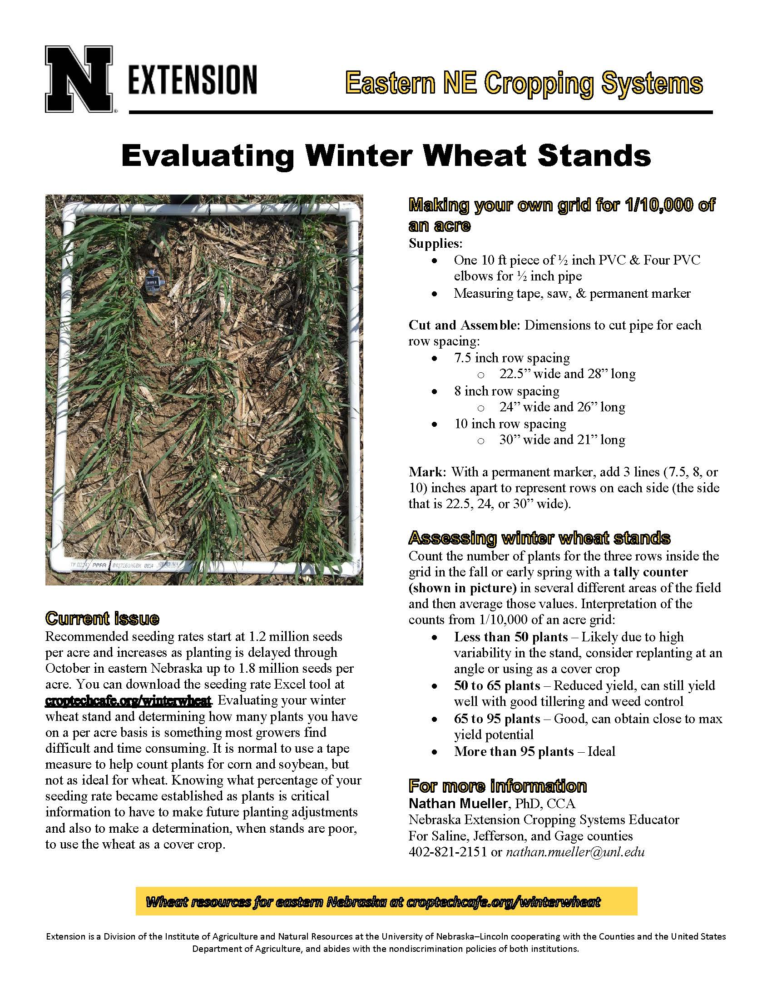 N EXTENSION
Eastern NE Cropping Systems
Evaluating Winter Wheat Stands
PPFA
Current issue
Recommended seeding rates start at 1.2 million seeds
per acre and increases as planting is delayed through
October in eastern Nebraska up to 1.8 million seeds per
acre. You can download the seeding rate Excel tool at
croptechcafe.org/winterwheat. Evaluating your winter
wheat stand and determining how many plants you have
on a per acre basis is something most growers find
difficult and time consuming. It is normal to use a tape
measure to help count plants for corn and soybean, but
not as ideal for wheat. Knowing what percentage of your
seeding rate became established as plants is critical
information to have to make future planting adjustments
and also to make a determination, when stands are poor,
to use the wheat as a cover crop.
Making your own grid for 1/10,000 of
an acre
Supplies:
• One 10 ft piece of ½ inch PVC & Four PVC
elbows for ½ inch pipe
• Measuring tape, saw, & permanent marker
Cut and Assemble: Dimensions to cut pipe for each
row spacing:
• 7.5 inch row spacing
o 22.5” wide and 28” long
• 8 inch row spacing
o 24” wide and 26” long
• 10 inch row spacing
o 30” wide and 21” long
Mark: With a permanent marker, add 3 lines (7.5, 8, or
10) inches apart to represent rows on each side (the side
that is 22.5, 24, or 30” wide).
Assessing winter wheat stands
Count the number of plants for the three rows inside the
grid in the fall or early spring with a tally counter
(shown in picture) in several different areas of the field
and then average those values. Interpretation of the
counts from 1/10,000 of an acre grid:
• Less than 50 plants – Likely due to high
variability in the stand, consider replanting at an
angle or using as a cover crop
• 50 to 65 plants – Reduced yield, can still yield
well with good tillering and weed control
• 65 to 95 plants – Good, can obtain close to max
yield potential
• More than 95 plants – Ideal
For more information
Nathan Mueller, PhD, CCA
Nebraska Extension Cropping Systems Educator
For Saline, Jefferson, and Gage counties
402-821-2151 or nathan.mueller@unl.edu
Wheat resources for eastern Nebraska at croptechcafe.org/winterwheat
Extension is a Division of the Institute of Agriculture and Natural Resources at the University of Nebraska–Lincoln cooperating with the Counties and the United States
Department of Agriculture, and abides with the nondiscrimination policies of both institutions.